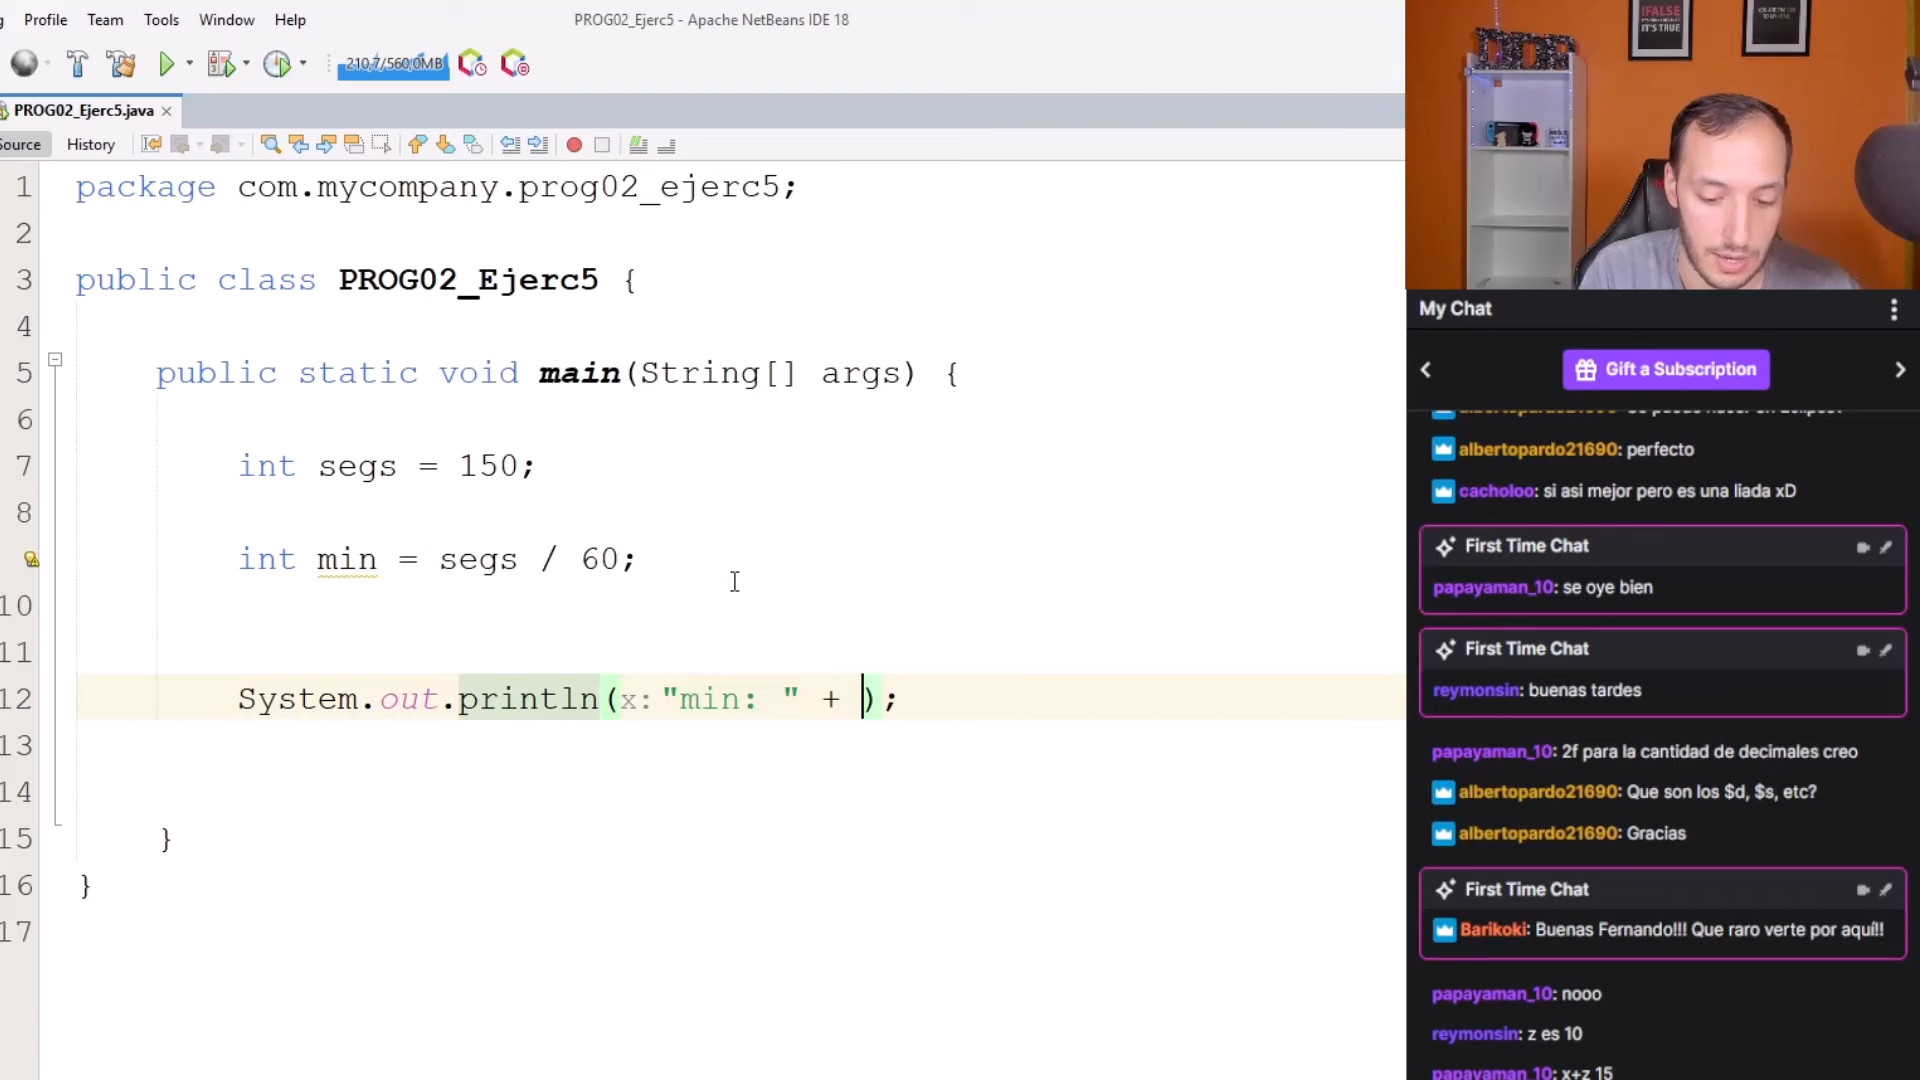 Profile Team Tools Window Help
PROG02_Ejerc5 - Apache NetBeans IDE 18
210,7/560,0MB
PROG02_Ejerc5.java
History
1 package com.mycompany.prog02_ejerc5;
2
3 public class PROG02_Ejerc5 {
4
5 public static void main(String[] args) {
6
7 int segs = 150;
8
int min = segs / 60;
10
11
12 System.out.println(x: "min: " + );
13
14
15 }
16 }
17
!FALSE
IT'S TRUE
My Chat
Gift a Subscription
albertopardo21690: perfecto
cacholoo: si asi mejor pero es una liada xD
First Time Chat
papayaman_10: se oye bien
First Time Chat
reymonsin: buenas tardes
papayaman_10: 2f para la cantidad de decimales creo
albertopardo21690: Que son los $d, $s, etc?
albertopardo21690: Gracias
First Time Chat
Barikoki: Buenas Fernando!!! Que raro verte por aquí!!
papayaman_10: nooo
reymonsin: z es 10
papayaman_10: x+z 15